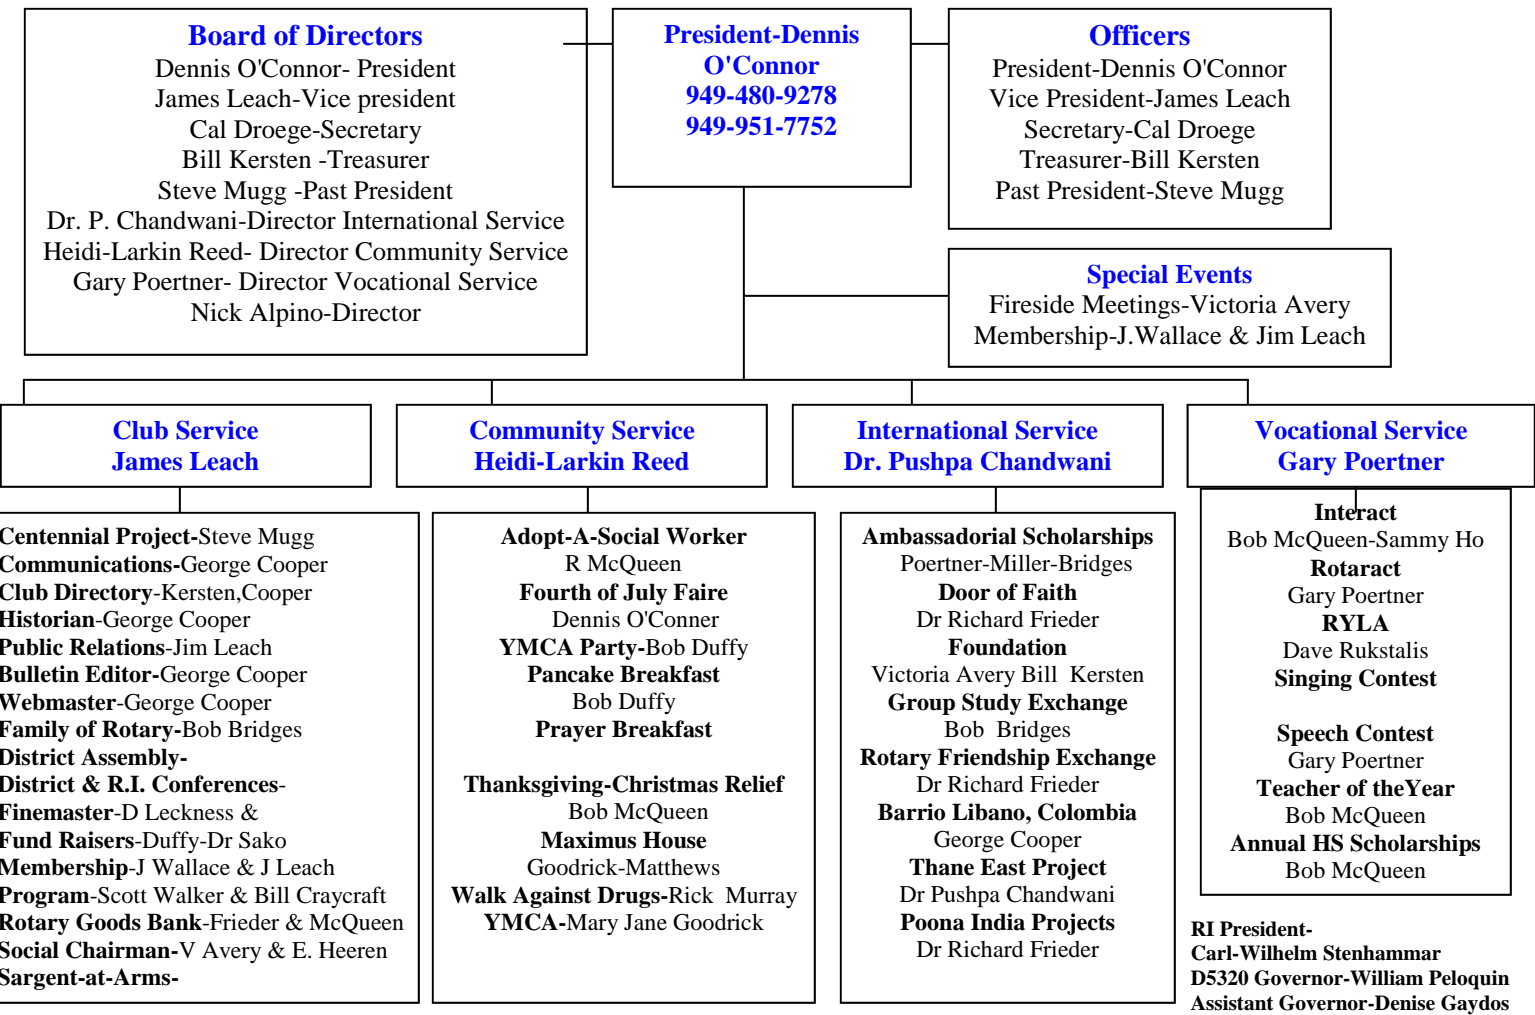 Board of Directors
Dennis O'Connor- President
James Leach-Vice president
Cal Droege-Secretary
Bill Kersten -Treasurer
Steve Mugg -Past President
Dr. P. Chandwani-Director International Service
Heidi-Larkin Reed- Director Community Service
Gary Poertner- Director Vocational Service
Nick Alpino-Director
President-Dennis
O'Connor
949-480-9278
949-951-7752
Officers
President-Dennis O'Connor
Vice President-James Leach
Secretary-Cal Droege
Treasurer-Bill Kersten
Past President-Steve Mugg
Special Events
Fireside Meetings-Victoria Avery
Membership-J.Wallace & Jim Leach
Club Service
James Leach
Centennial Project-Steve Mugg
Communications-George Cooper
Club Directory-Kersten,Cooper
Historian-George Cooper
Public Relations-Jim Leach
Bulletin Editor-George Cooper
Webmaster-George Cooper
Family of Rotary-Bob Bridges
District Assembly-
District & R.I. Conferences-
Finemaster-D Leckness &
Fund Raisers-Duffy-Dr Sako
Membership-J Wallace & J Leach
Program-Scott Walker & Bill Craycraft
Rotary Goods Bank-Frieder & McQueen
Social Chairman-V Avery & E. Heeren
Sargent-at-Arms-
Community Service
Heidi-Larkin Reed
Adopt-A-Social Worker
R McQueen
Fourth of July Faire
Dennis O'Conner
YMCA Party-Bob Duffy
Pancake Breakfast
Bob Duffy
Prayer Breakfast
Thanksgiving-Christmas Relief
Bob McQueen
Maximus House
Goodrick-Matthews
Walk Against Drugs-Rick Murray
YMCA-Mary Jane Goodrick
International Service
Dr. Pushpa Chandwani
Ambassadorial Scholarships
Poertner-Miller-Bridges
Door of Faith
Dr Richard Frieder
Foundation
Victoria Avery Bill Kersten
Group Study Exchange
Bob Bridges
Rotary Friendship Exchange
Dr Richard Frieder
Barrio Libano, Colombia
George Cooper
Thane East Project
Dr Pushpa Chandwani
Poona India Projects
Dr Richard Frieder
Vocational Service
Gary Poertner
Interact
Bob McQueen-Sammy Ho
Rotaract
Gary Poertner
RYLA
Dave Rukstalis
Singing Contest
Speech Contest
Gary Poertner
Teacher of theYear
Bob McQueen
Annual HS Scholarships
Bob McQueen
RI President-
Carl-Wilhelm Stenhammar
D5320 Governor-William Peloquin
Assistant Governor-Denise Gaydos